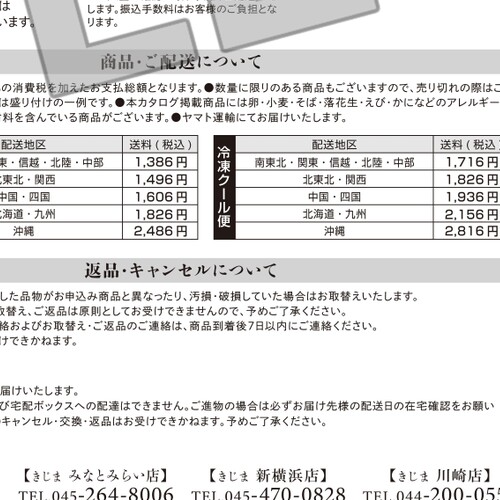 は
います。
します。振込手数料はお客様のご負担とな
ります。
商品・ご配送について
の消費税を加えたお支払総額となります。●数量に限りのある商品もございますので、売り切れの際はご
は盛り付けの一例です。●本カタログ掲載商品には卵・小麦・そば・落花生・えび・かになどのアレルギー
材料を含んでいる商品がございます。●ヤマト運輸にてお届けいたします。
配送地区 送料(税込)
東・信越・北陸・中部 1,386円
北東北・関西 1,496円
中国・四国 1,606円
北海道・九州 1,826円
沖縄 2,486円
冷凍クール便
配送地区 送料(税込)
南東北・関東・信越・北陸・中部 1,716円
北東北・関西 1,826円
中国・四国 1,936円
北海道・九州 2,156円
沖縄 2,816円
返品・キャンセルについて
した品物がお申込み商品と異なったり、汚損・破損していた場合はお取替えいたします。
取替え、ご返品は原則としてお受けできませんので、予めご了承ください。
絡およびお取替え・ご返品のご連絡は、商品到着後7日以内にご連絡ください。
けできかねます。
届けいたします。
び宅配ボックスへの配達はできません。ご進物の場合は必ずお届け先様の配送日の在宅確認をお願い
のキャンセル・交換・返品はお受けできかねます。予めご了承ください。
【きじま みなとみらい店】
TEL 045-264-8006
【きじま 新横浜店】
TEL 045-470-0828
【きじま 川崎店】
TEL 044-200-055